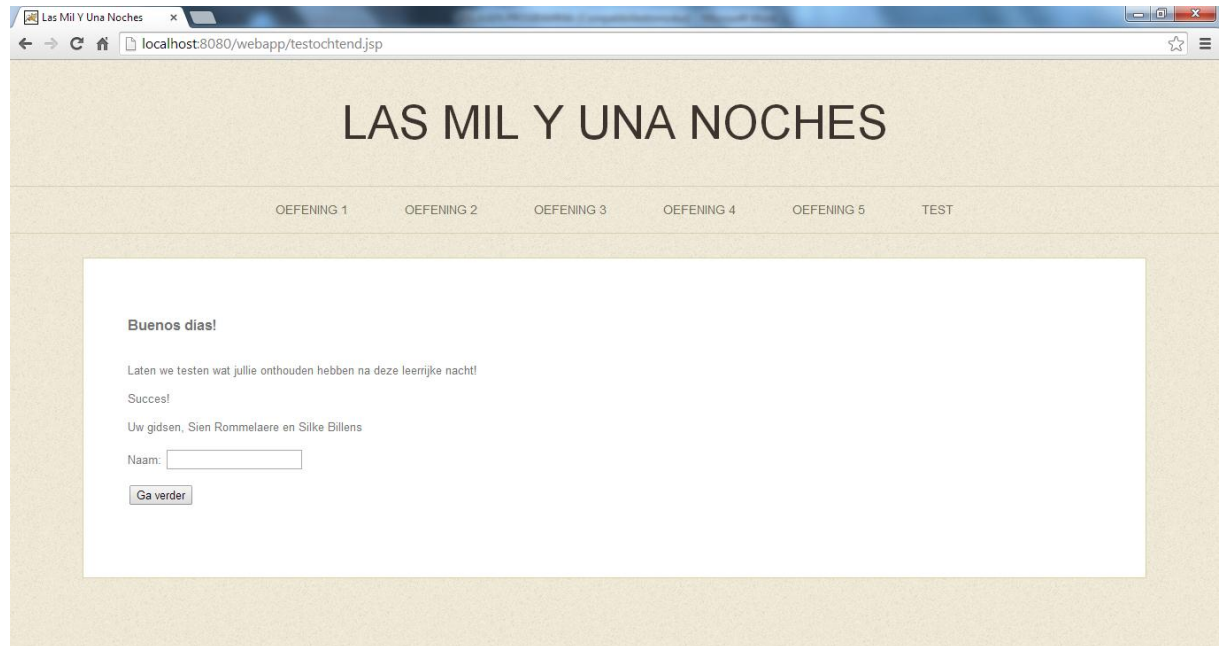 Las Mil Y Una Noches
localhost:8080/webapp/testochtend.jsp
LAS MIL Y UNA NOCHES
OEFENING 1 OEFENING 2 OEFENING 3 OEFENING 4 OEFENING 5 TEST
Buenos días!
Laten we testen wat jullie onthouden hebben na deze leerrijke nacht!
Succes!
Uw gidsen, Sien Rommelaere en Silke Billens
Naam:
Ga verder